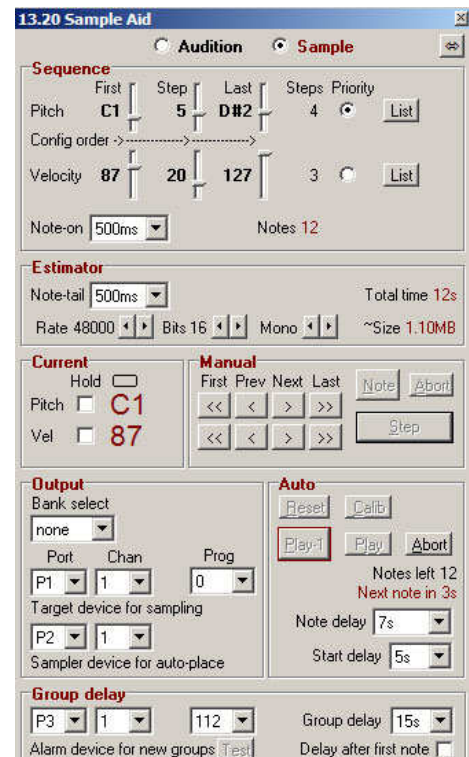 13.20 Sample Aid
Audition Sample
Sequence
First Step Last Steps Priority
Pitch C1 5 D#2 4 List
Config order -> ------------> ------------>
Velocity 87 20 127 3 List
Note-on 500ms Notes 12
Estimator
Note-tail 500ms Total time 12s
Rate 48000 Bits 16 Mono ~Size 1.10MB
Current
Hold
Pitch C1
Vel 87
Manual
First Prev Next Last
<< < > >>
<< < > >>
Note Abort
Step
Output
Bank select
none
Port Chan Prog
P1 1 0
Target device for sampling
P2 1
Sampler device for auto-place
Auto
Reset Calib
Play-1 Play Abort
Notes left 12
Next note in 3s
Note delay 7s
Start delay 5s
Group delay
P3 1 112 Group delay 15s
Alarm device for new groups Test Delay after first note